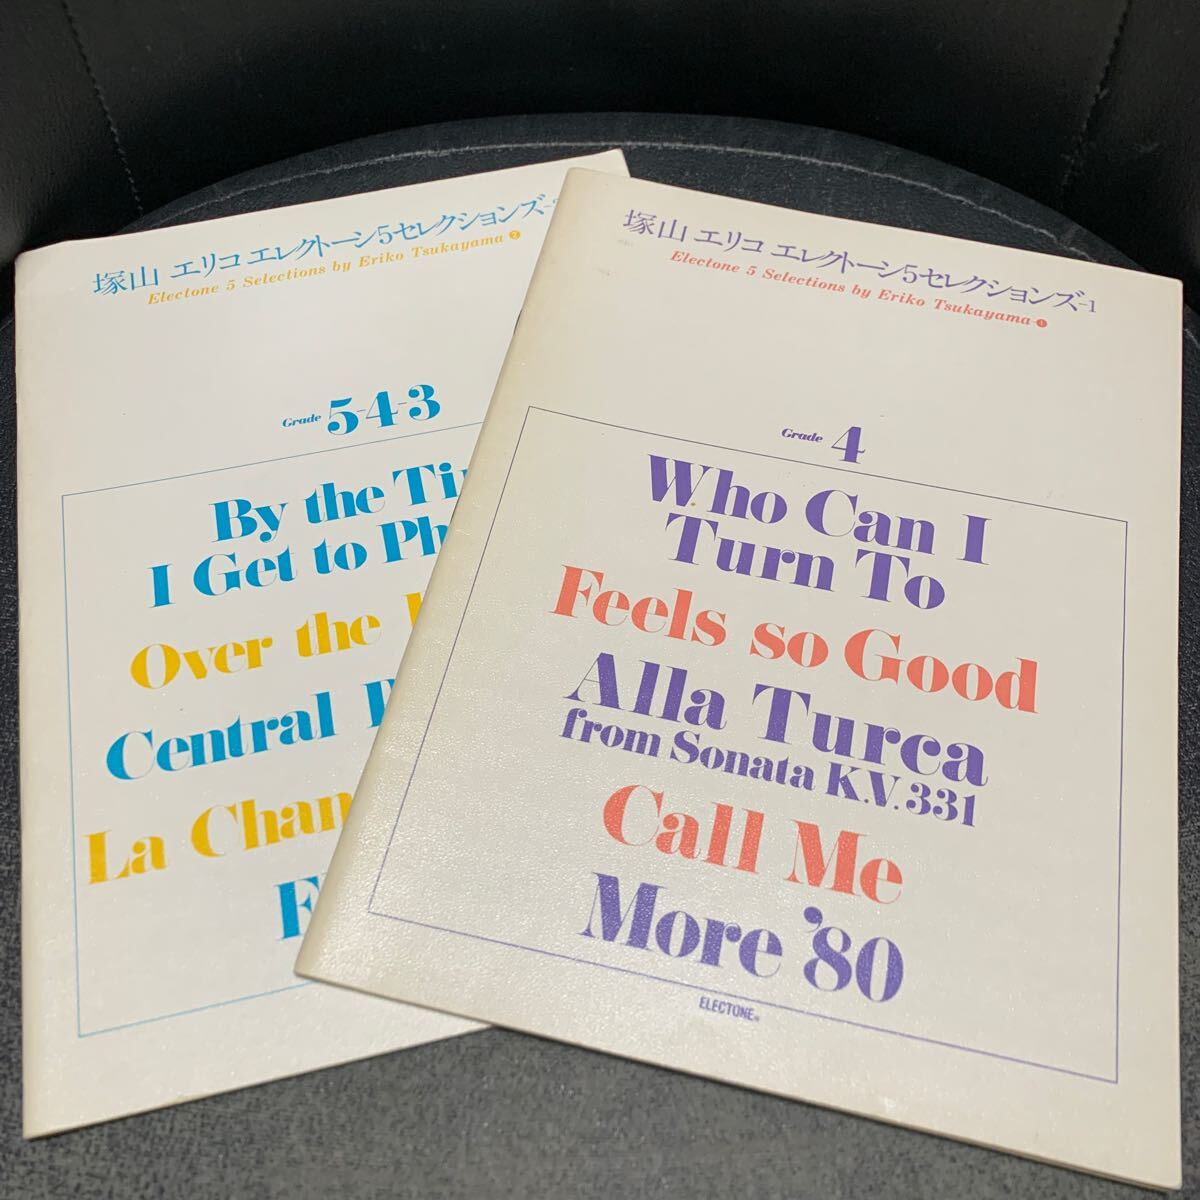 塚山 エリコ エレクトーン5セレクションズ-
Electone 5 Selections by Eriko Tsukayama 2
Grade 5-4-3
By the
I Get to
Over the
Central
La
塚山 エリコ エレクトーン5セレクションズ-1
Electone 5 Selections by Eriko Tsukayama-1
Grade 4
Who Can I
Turn To
Feels so Good
Alla Turca
from Sonata K.V.331
Call Me
More '80
ELECTONE®